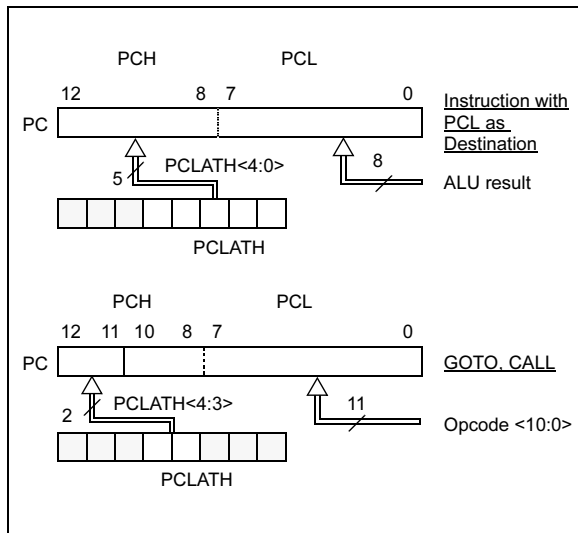 PCH PCL
12 8 7 0
PC
Instruction with
PCL as
Destination
5 PCLATH<4:0>
8
ALU result
PCLATH
PCH PCL
12 11 10 8 7 0
PC
GOTO, CALL
2 PCLATH<4:3>
11
Opcode <10:0>
PCLATH